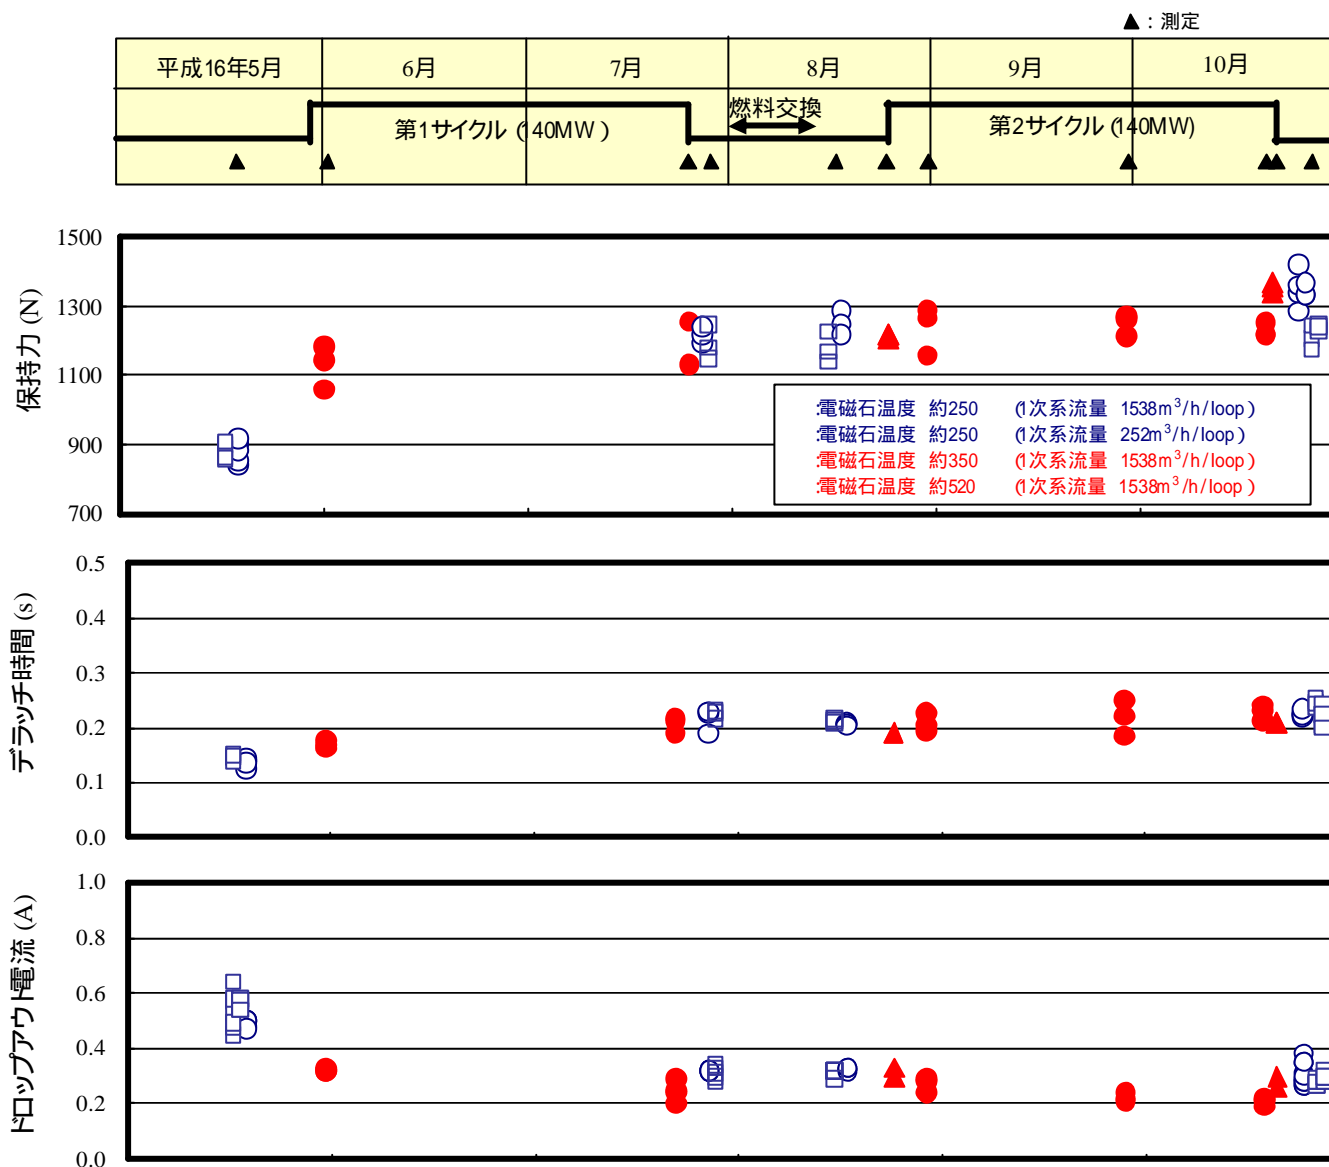 ▲：測定
平成16年5月 6月 7月 8月 9月 10月
燃料交換
第1サイクル (140MW) 第2サイクル (140MW)
保持力 (N)
1500
1300
1100
900
700
:電磁石温度 約250 (1次系流量 1538m³/h/loop)
:電磁石温度 約250 (1次系流量 252m³/h/loop)
:電磁石温度 約350 (1次系流量 1538m³/h/loop)
:電磁石温度 約520 (1次系流量 1538m³/h/loop)
デラッチ時間 (s)
0.5
0.4
0.3
0.2
0.1
0.0
ドロップアウト電流 (A)
1.0
0.8
0.6
0.4
0.2
0.0